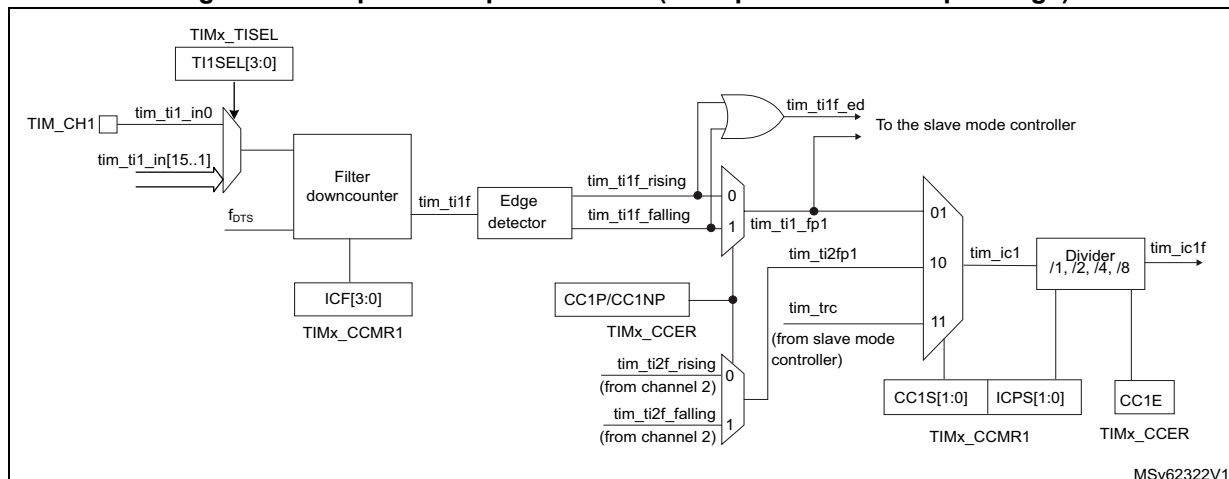 TIMx_TISEL
TI1SEL[3:0]
TIM_CH1
tim_ti1_in0
tim_ti1_in[15..1]
fDTS
Filter
downcounter
ICF[3:0]
TIMx_CCMR1
tim_ti1f
Edge
detector
tim_ti1f_rising
tim_ti1f_falling
0
1
tim_ti1f_ed
To the slave mode controller
tim_ti1_fp1
CC1P/CC1NP
TIMx_CCER
tim_ti2f_rising
(from channel 2)
tim_ti2f_falling
(from channel 2)
0
1
tim_ti2fp1
tim_trc
(from slave mode
controller)
01
10
11
tim_ic1
Divider
/1, /2, /4, /8
tim_ic1f
CC1S[1:0]
ICPS[1:0]
TIMx_CCMR1
CC1E
TIMx_CCER
MSv62322V1